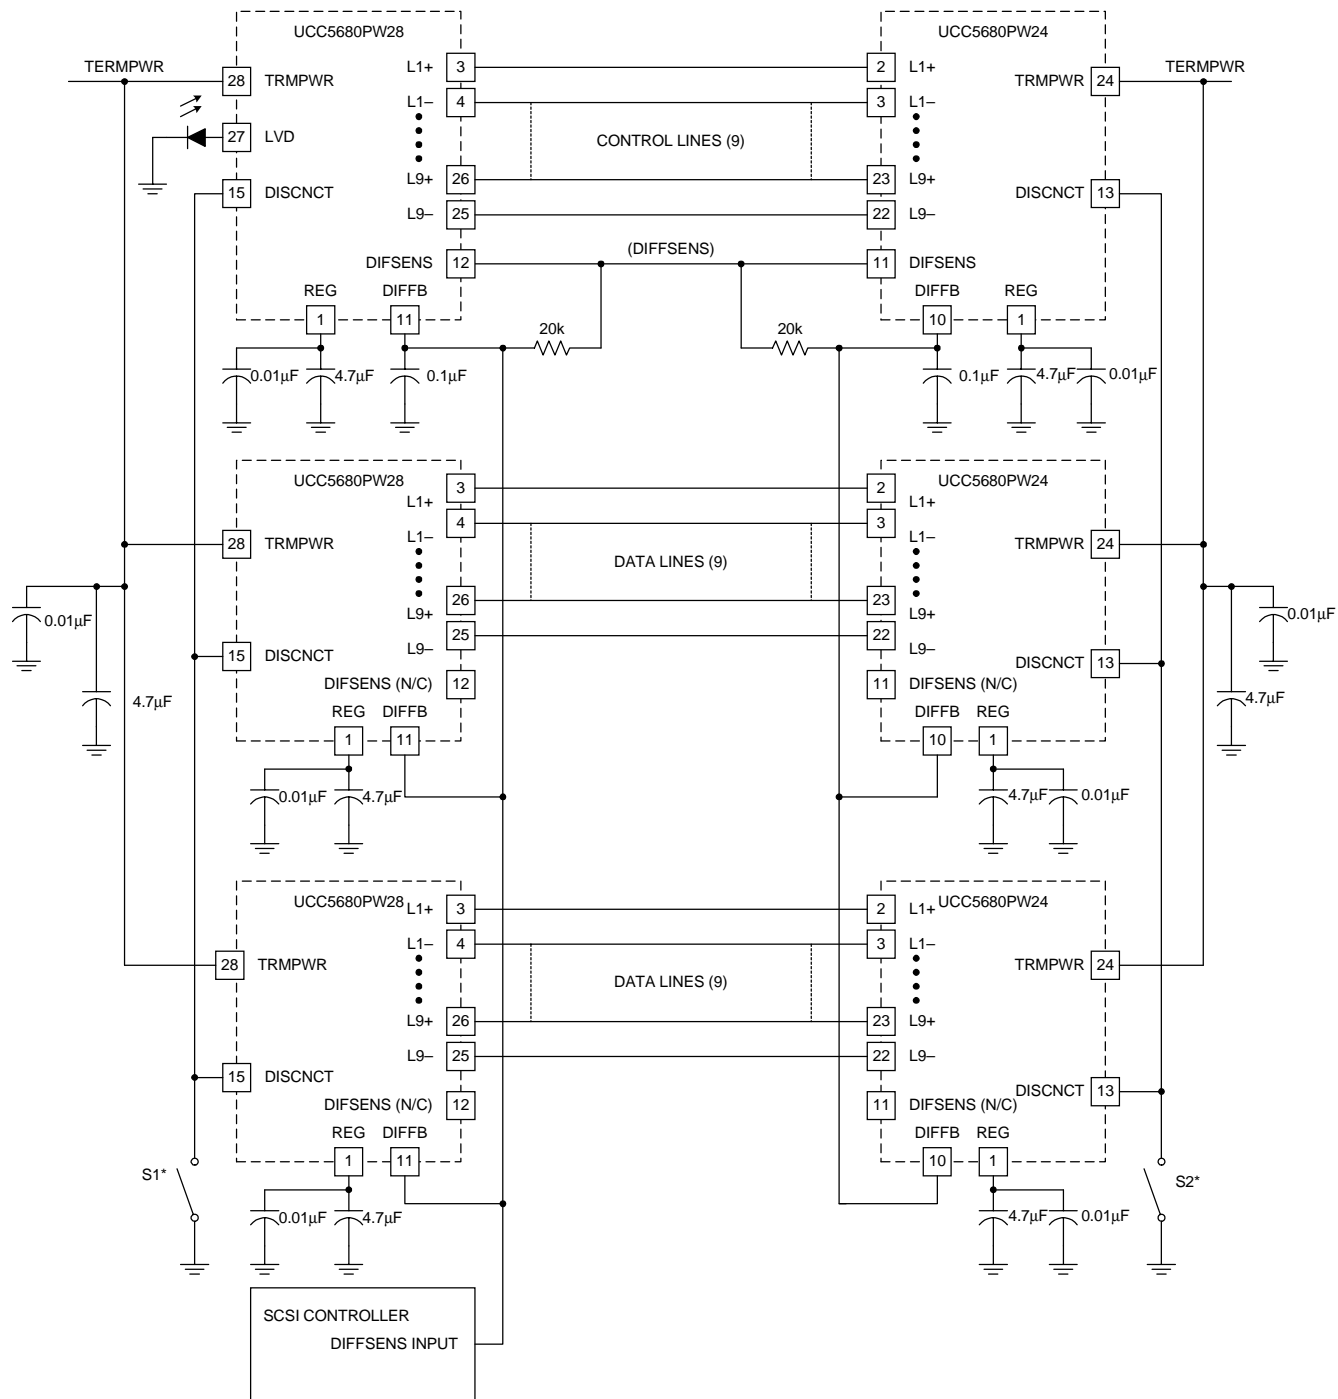 UCC5680PW28
UCC5680PW24
TERMPWR
28
TRMPWR
L1+
3
2
L1+
TRMPWR
24
TERMPWR
L1–
4
3
L1–
27
LVD
CONTROL LINES (9)
L9+
26
23
L9+
15
DISCNCT
DISCNCT
13
L9–
25
22
L9–
(DIFFSENS)
DIFSENS
12
11
DIFSENS
REG
DIFFB
DIFFB
REG
1
11
10
1
20k
20k
0.01µF
4.7µF
0.1µF
0.1µF
4.7µF
0.01µF
UCC5680PW28
UCC5680PW24
3
2
L1+
L1+
4
3
28
TRMPWR
L1–
L1–
TRMPWR
24
DATA LINES (9)
26
23
L9+
L9+
0.01µF
0.01µF
25
22
L9–
L9–
15
DISCNCT
DISCNCT
13
DIFSENS (N/C)
12
11
DIFSENS (N/C)
4.7µF
4.7µF
REG
DIFFB
DIFFB
REG
1
11
10
1
0.01µF
4.7µF
4.7µF
0.01µF
UCC5680PW28
UCC5680PW24
L1+
3
2
L1+
L1–
4
3
L1–
28
TRMPWR
TRMPWR
24
DATA LINES (9)
L9+
26
23
L9+
L9–
25
22
L9–
15
DISCNCT
DISCNCT
13
DIFSENS (N/C)
12
11
DIFSENS (N/C)
REG
DIFFB
DIFFB
REG
1
11
10
1
S1*
S2*
0.01µF
4.7µF
4.7µF
0.01µF
SCSI CONTROLLER
DIFFSENS INPUT